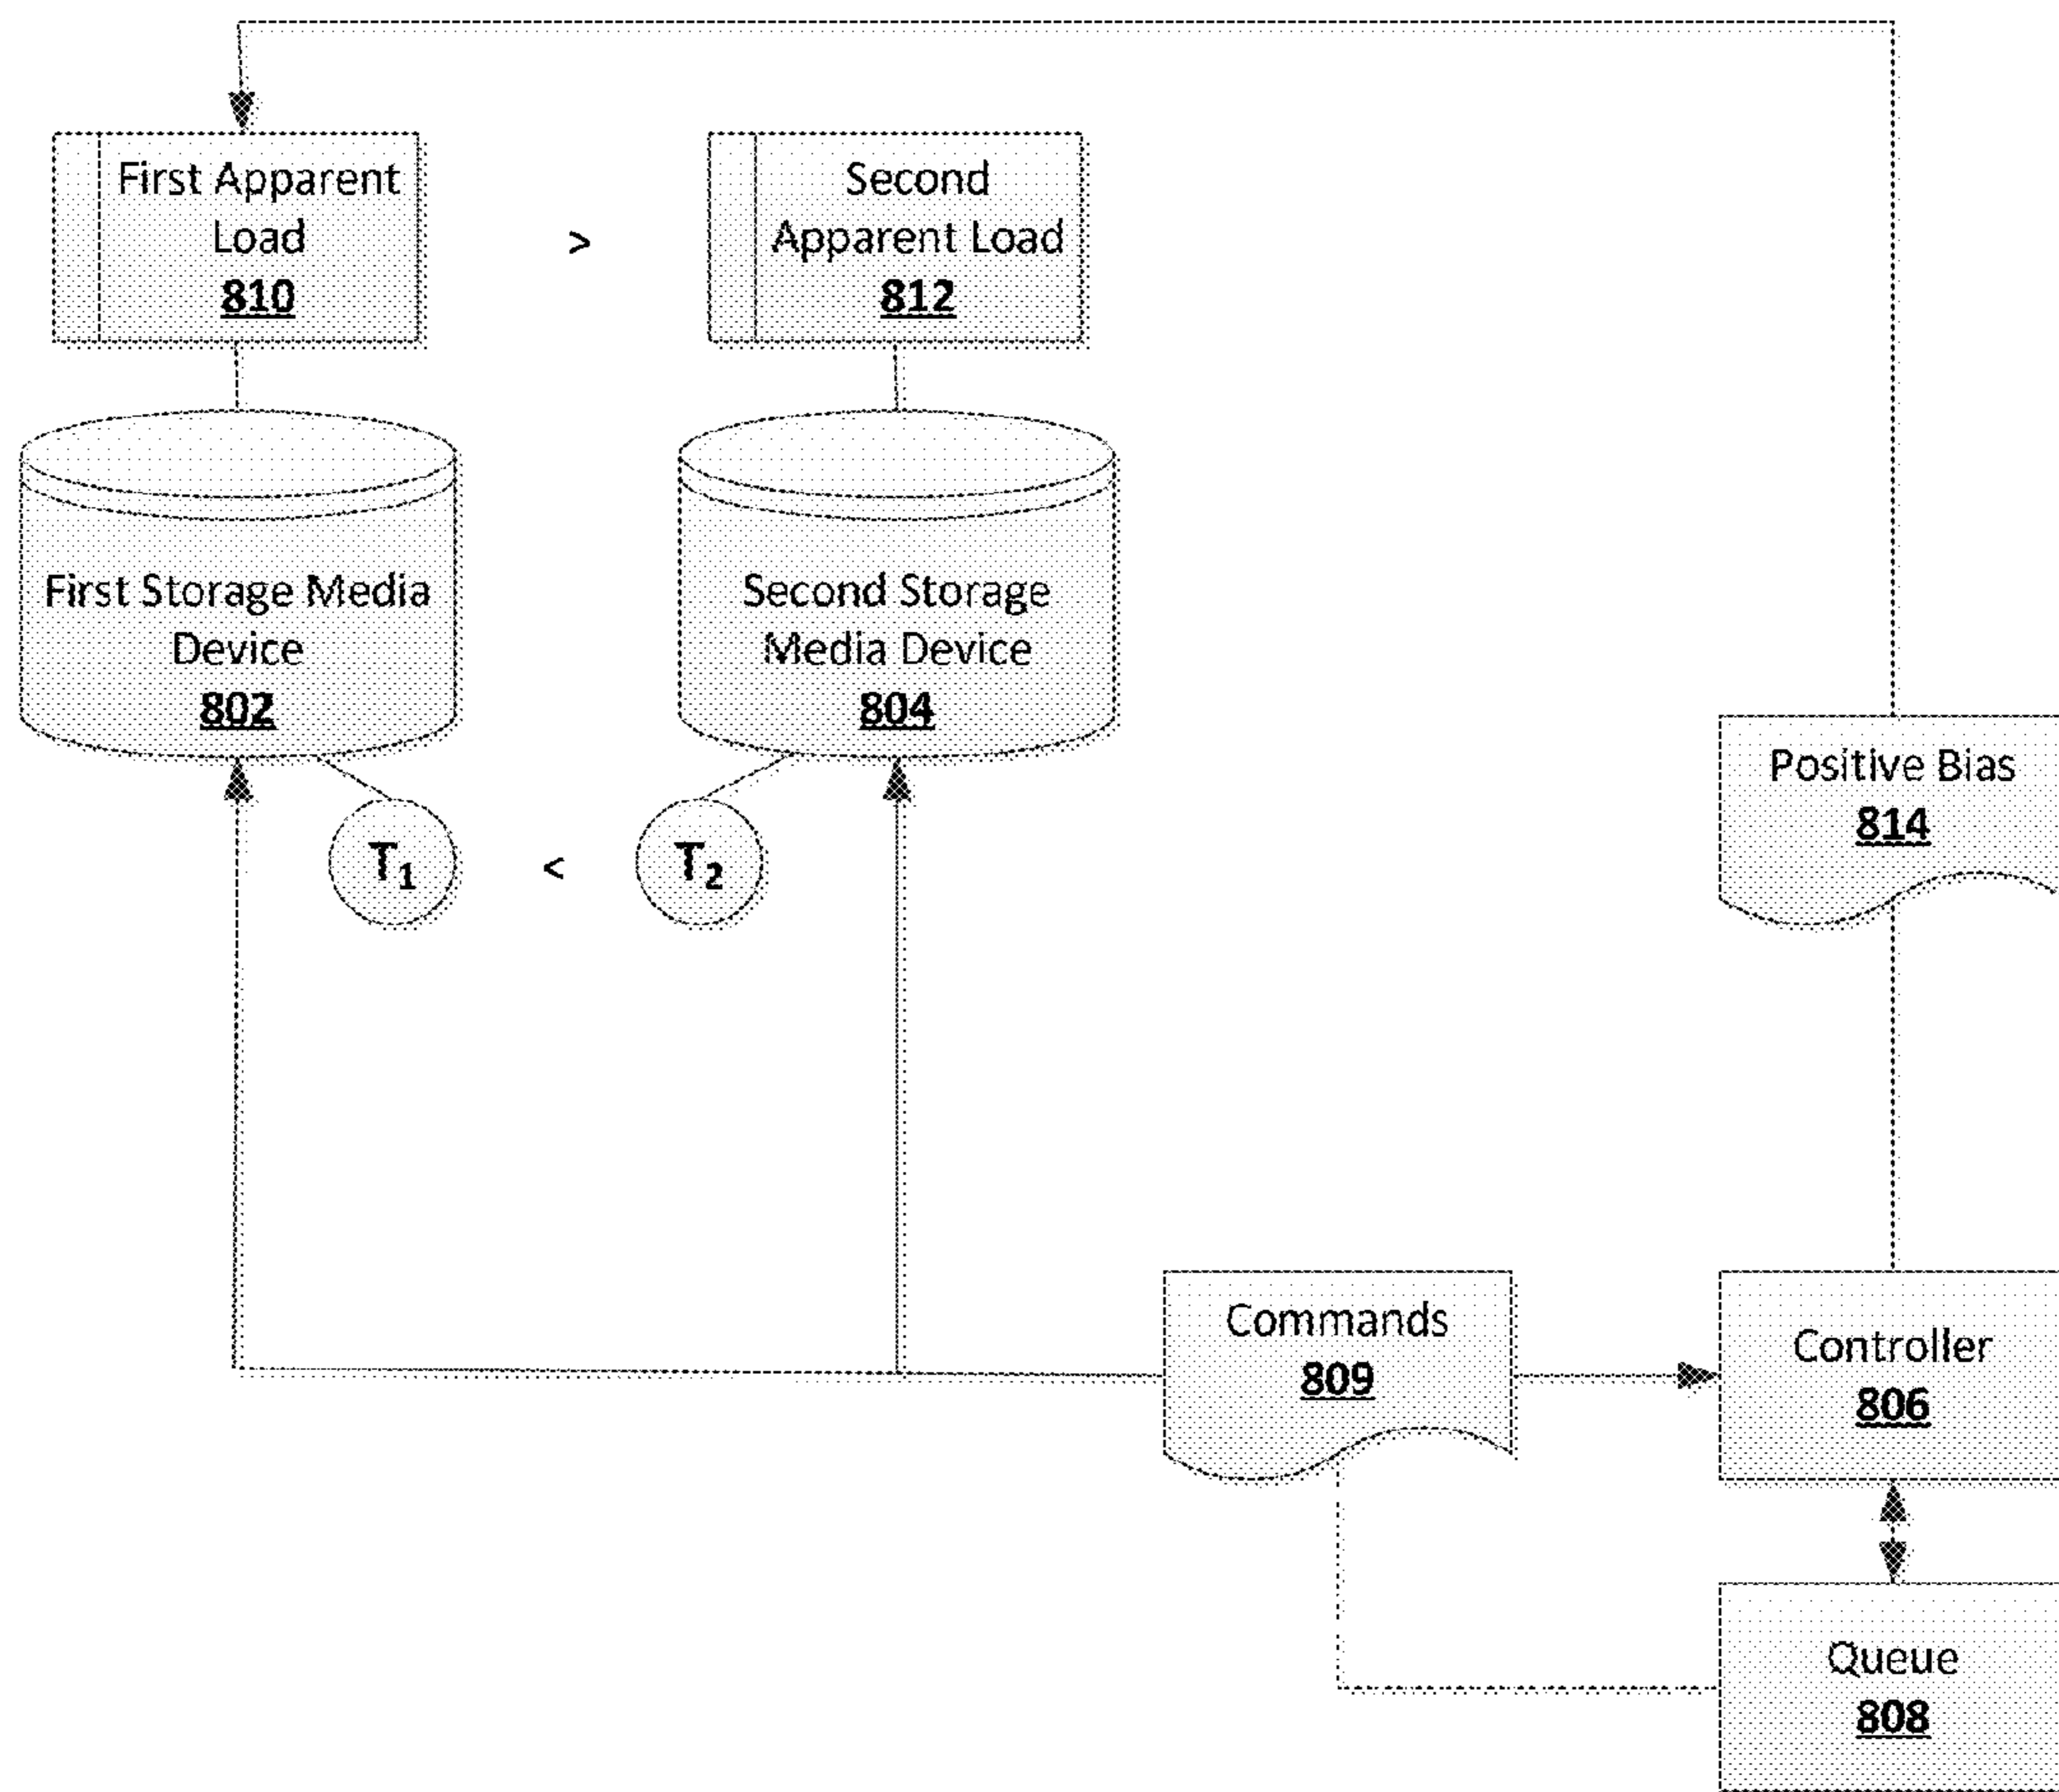 First Apparent
Load
810
>
Second
Apparent Load
812
First Storage Media
Device
802
Second Storage
Media Device
804
T₁
<
T₂
Positive Bias
814
Commands
809
Controller
806
Queue
808